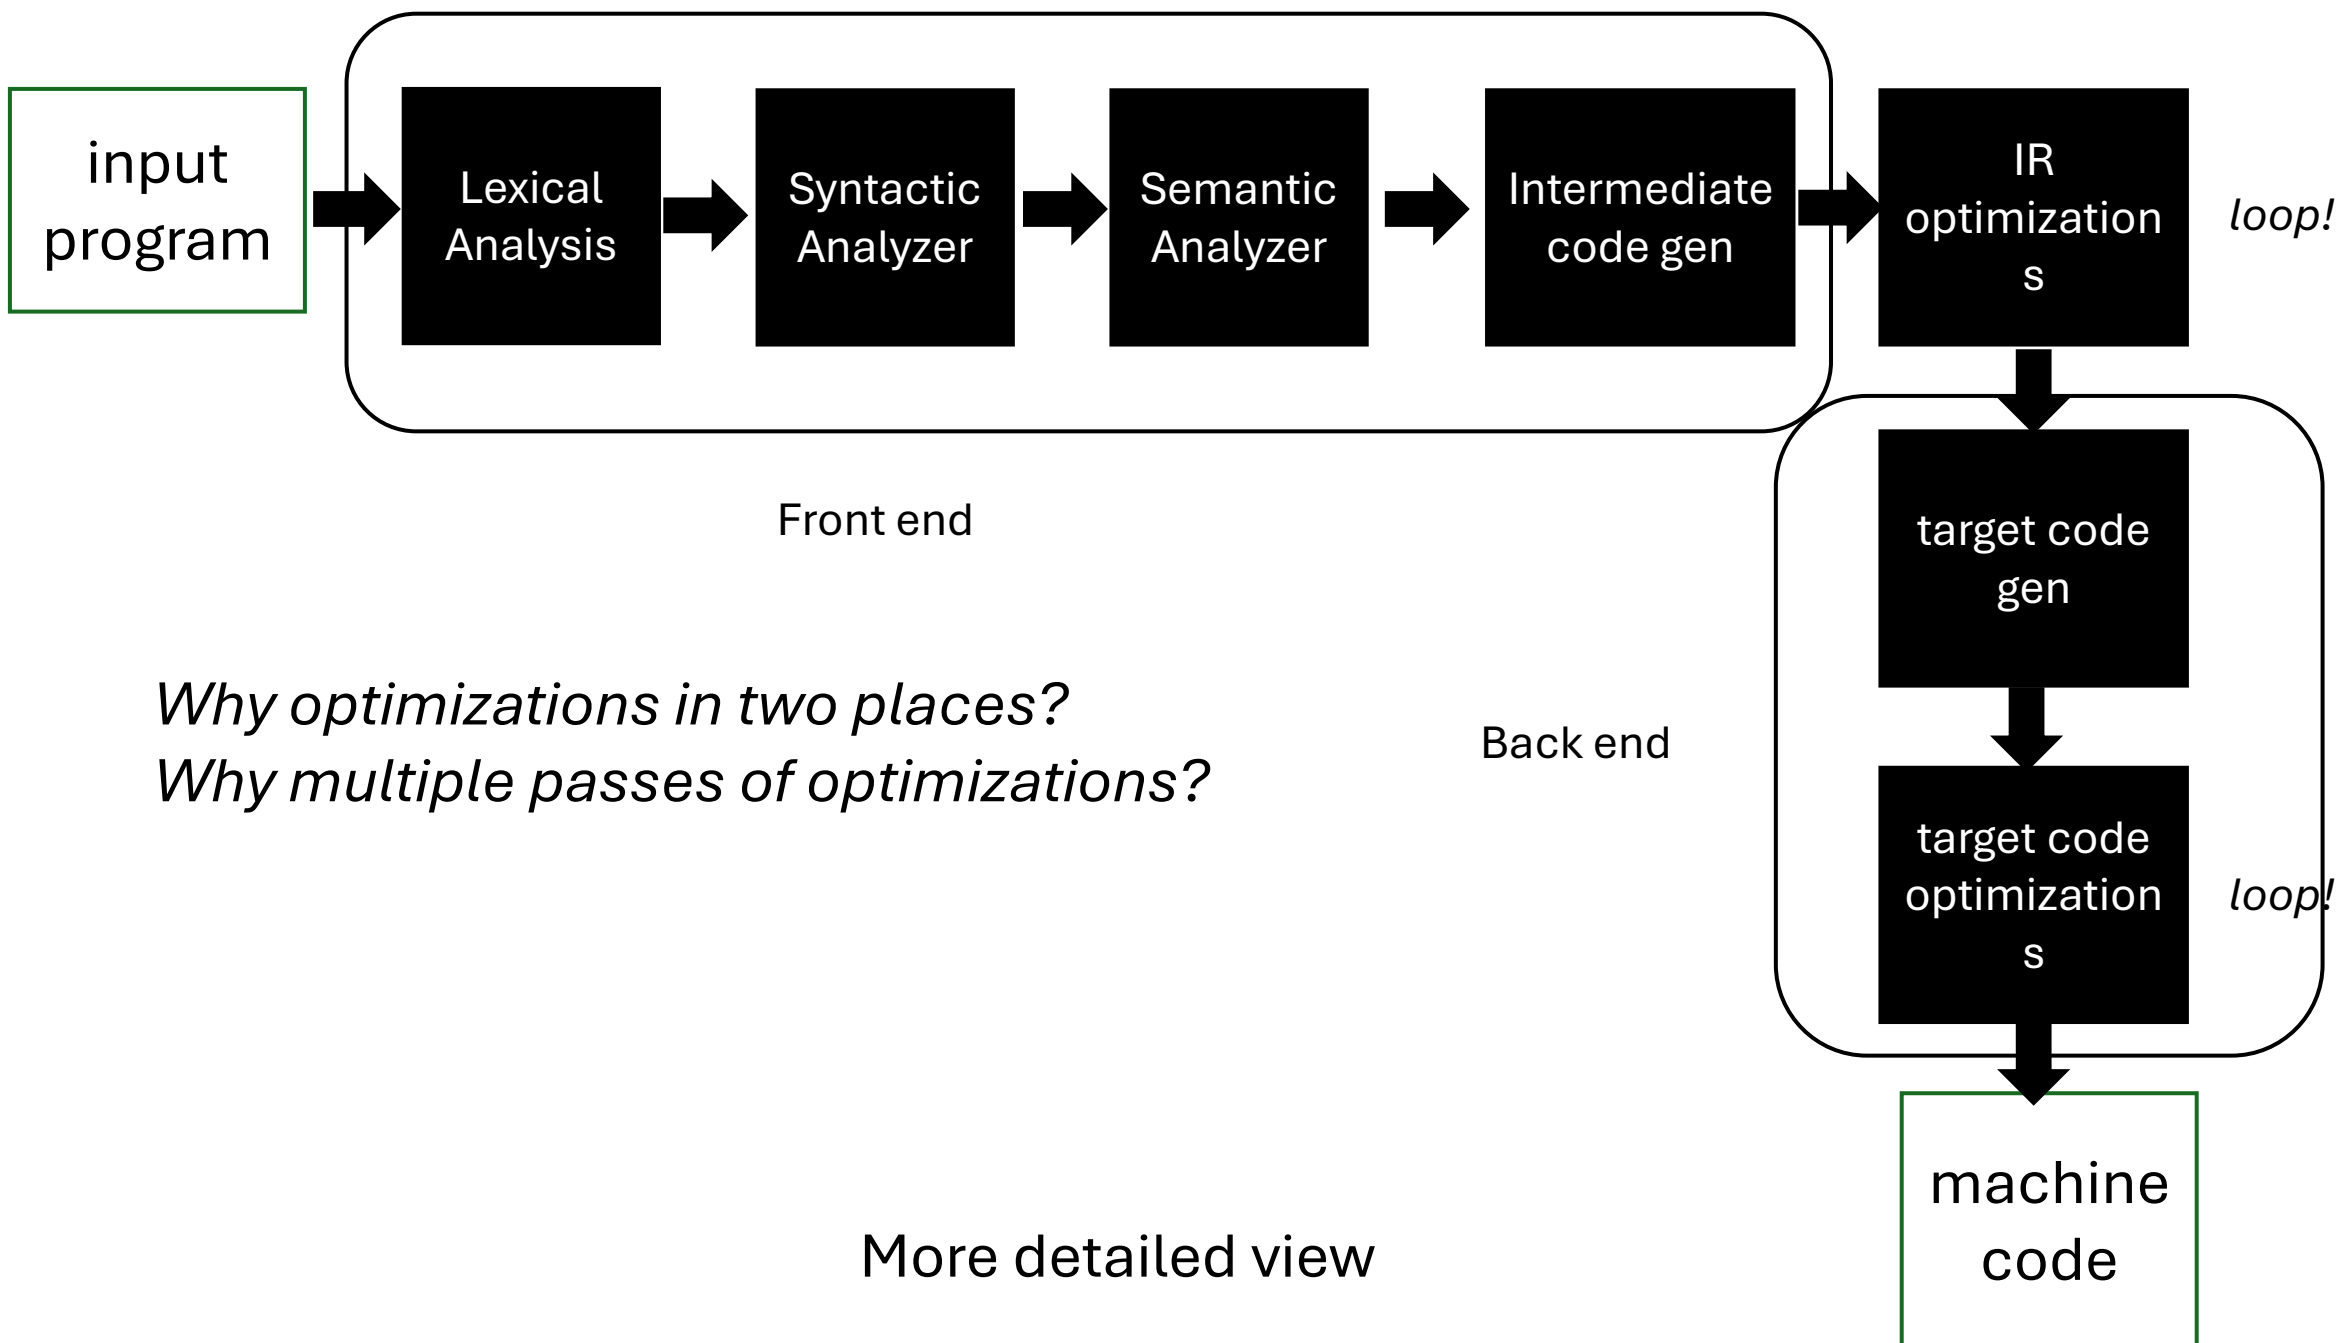 input
program
Lexical
Analysis
Syntactic
Analyzer
Semantic
Analyzer
Intermediate
code gen
IR
optimization
s
loop!
Front end
target code
gen
Why optimizations in two places?
Why multiple passes of optimizations?
Back end
target code
optimization
s
loop!
machine
code
More detailed view